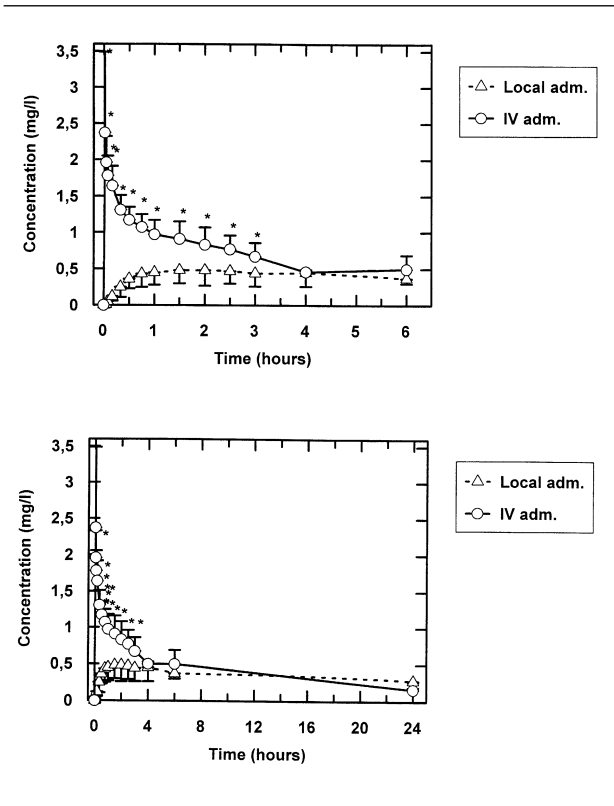 3,5
3
2,5
2
1,5
1
0,5
0
Concentration (mg/l)
0 1 2 3 4 5 6
Time (hours)
Local adm.
IV adm.
3,5
3
2,5
2
1,5
1
0,5
0
Concentration (mg/l)
0 4 8 12 16 20 24
Time (hours)
Local adm.
IV adm.